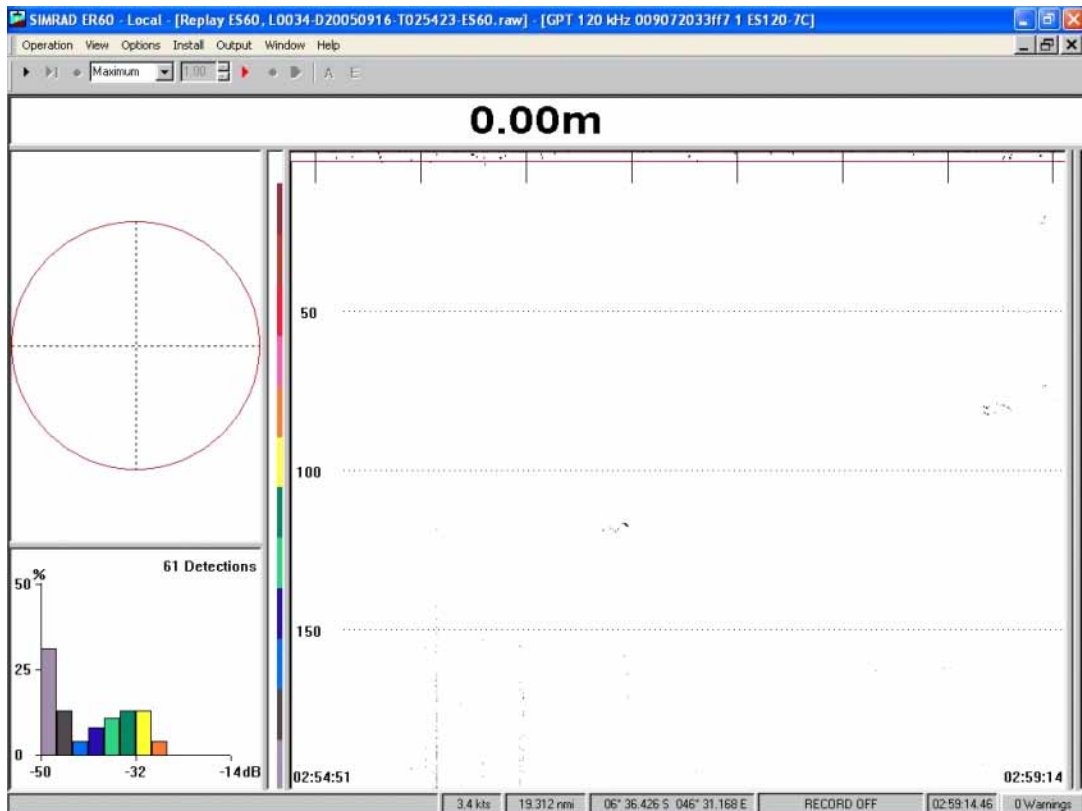 SIMRAD ER60 - Local - [Replay ES60, L0034-D20050916-T025423-ES60.raw] - [GPT 120 kHz 009072033ff7 1 ES120-7C]
Operation View Options Install Output Window Help
Maximum 1.00 A E
0.00m
50
100
150
02:54:51 02:59:14
61 Detections
%
50
25
0
-50 -32 -14dB
3.4 kts 19.312 nmi 06° 36.426 S 046° 31.168 E RECORD OFF 02:59:14.46 0 Warnings